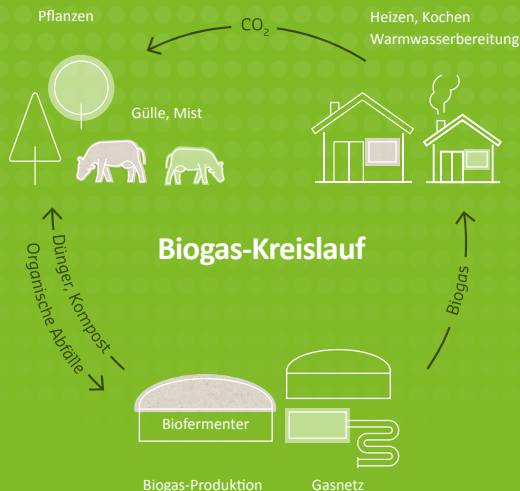 Pflanzen
CO₂
Heizen, Kochen
Warmwasserbereitung
Gülle, Mist
Biogas-Kreislauf
Dünger, Kompost
Organische Abfälle
Biogas
Biofermenter
Biogas-Produktion
Gasnetz